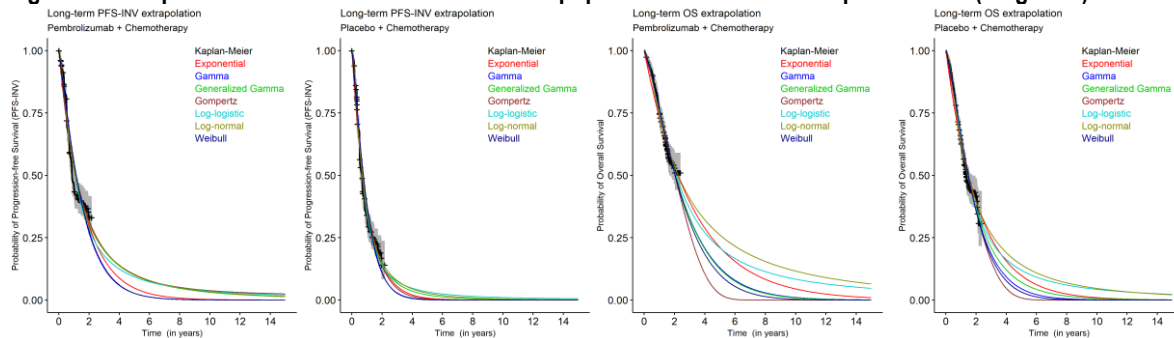 Long-term PFS-INV extrapolation
Pembrolizumab + Chemotherapy
1.00
0.75
0.50
0.25
0.00
Probability of Progression-free Survival (PFS-INV)
0 2 4 6 8 10 12 14
Time (in years)
Kaplan-Meier
Exponential
Gamma
Generalized Gamma
Gompertz
Log-logistic
Log-normal
Weibull
Long-term PFS-INV extrapolation
Placebo + Chemotherapy
1.00
0.75
0.50
0.25
0.00
Probability of Progression-free Survival (PFS-INV)
0 2 4 6 8 10 12 14
Time (in years)
Kaplan-Meier
Exponential
Gamma
Generalized Gamma
Gompertz
Log-logistic
Log-normal
Weibull
Long-term OS extrapolation
Pembrolizumab + Chemotherapy
1.00
0.75
0.50
0.25
0.00
Probability of Overall Survival
0 2 4 6 8 10 12 14
Time (in years)
Kaplan-Meier
Exponential
Gamma
Generalized Gamma
Gompertz
Log-logistic
Log-normal
Weibull
Long-term OS extrapolation
Placebo + Chemotherapy
1.00
0.75
0.50
0.25
0.00
Probability of Overall Survival
0 2 4 6 8 10 12 14
Time (in years)
Kaplan-Meier
Exponential
Gamma
Generalized Gamma
Gompertz
Log-logistic
Log-normal
Weibull